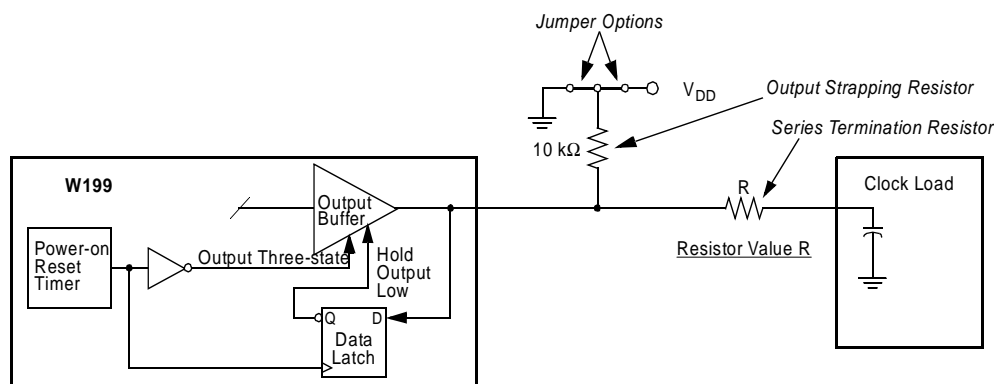 Jumper Options
V_DD
Output Strapping Resistor
Series Termination Resistor
10 kΩ
R
Clock Load
W199
Output
Buffer
Power-on
Reset
Timer
Output Three-state
Hold
Output
Low
Resistor Value R
Q D
Data
Latch